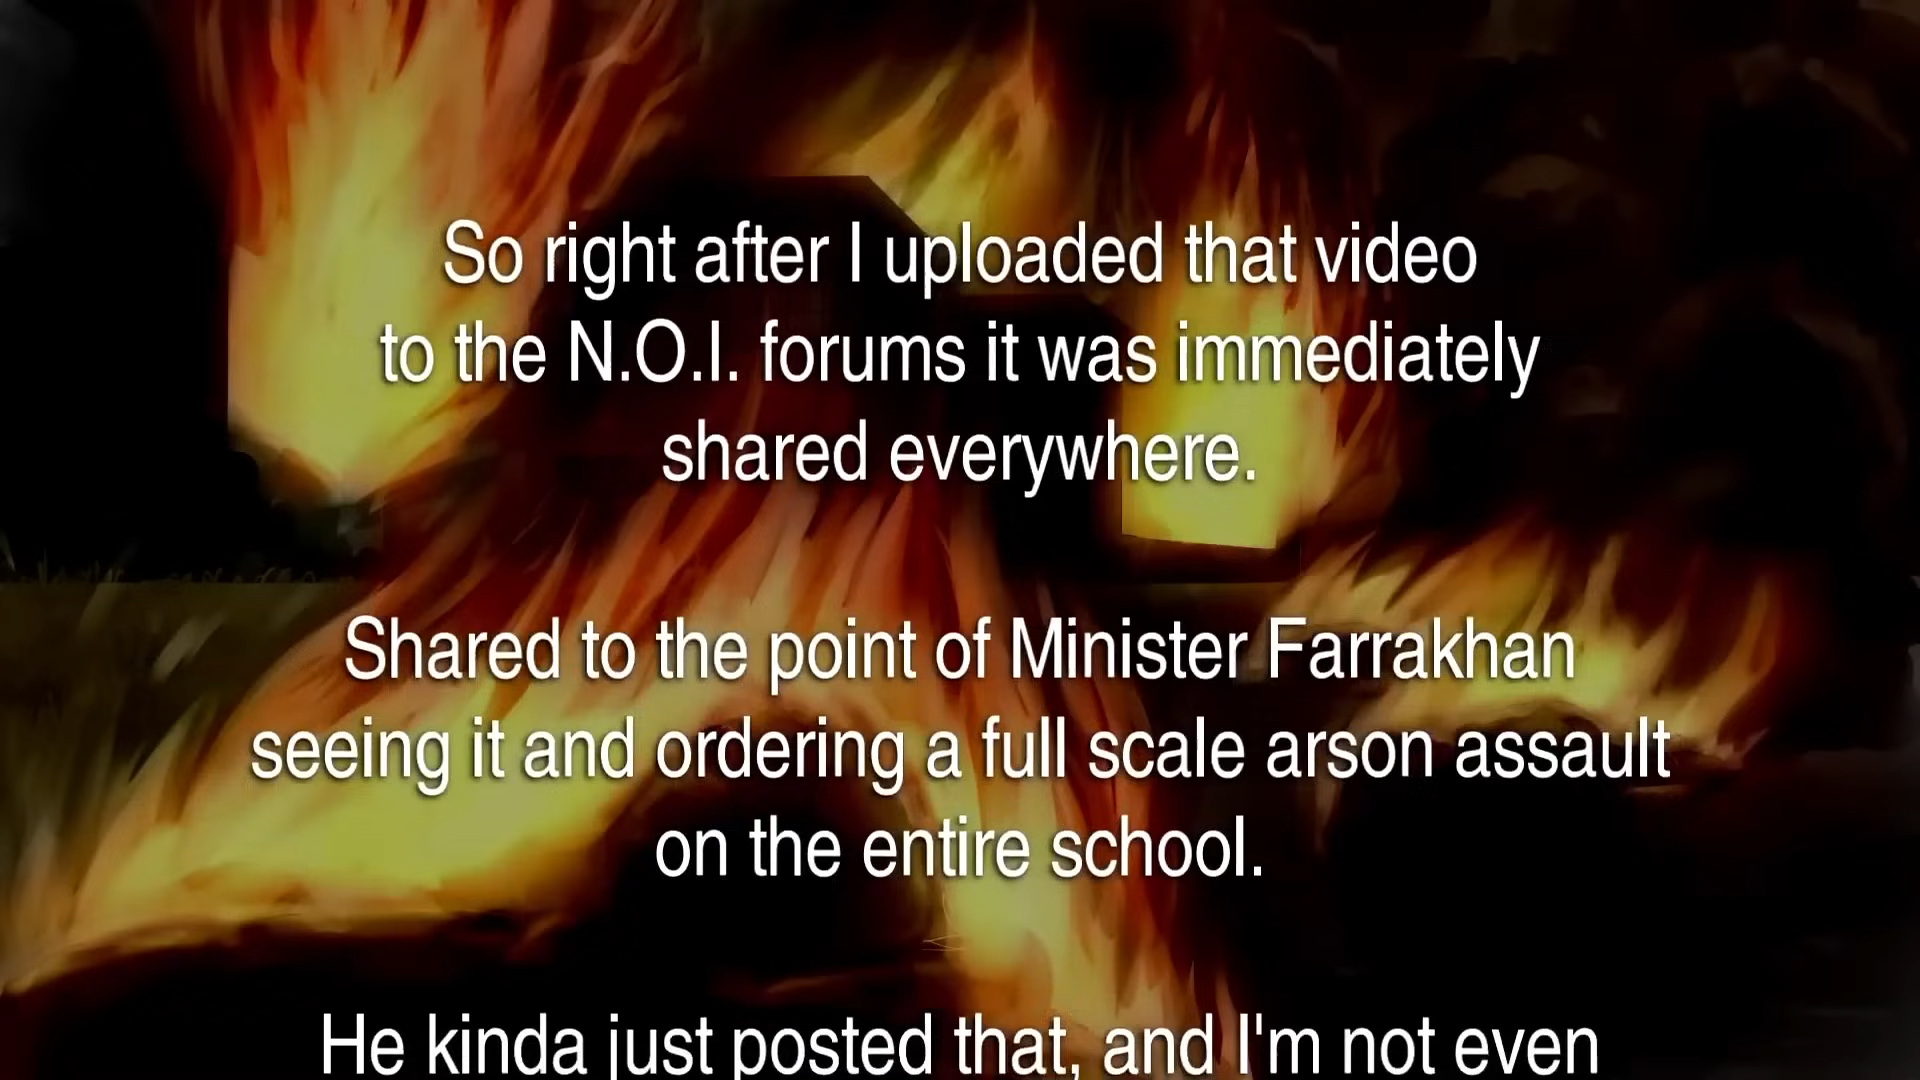 So right after I uploaded that video
to the N.O.I. forums it was immediately
shared everywhere.
Shared to the point of Minister Farrakhan
seeing it and ordering a full scale arson assault
on the entire school.
He kinda just posted that, and I'm not even